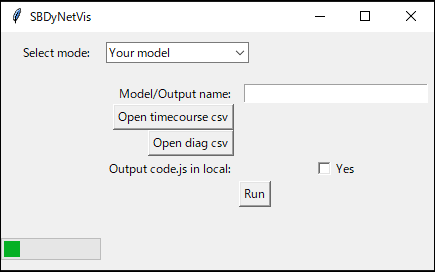 SBDyNetVis
Select mode: Your model
Model/Output name:
Open timecourse csv
Open diag csv
Output code.js in local: Yes
Run